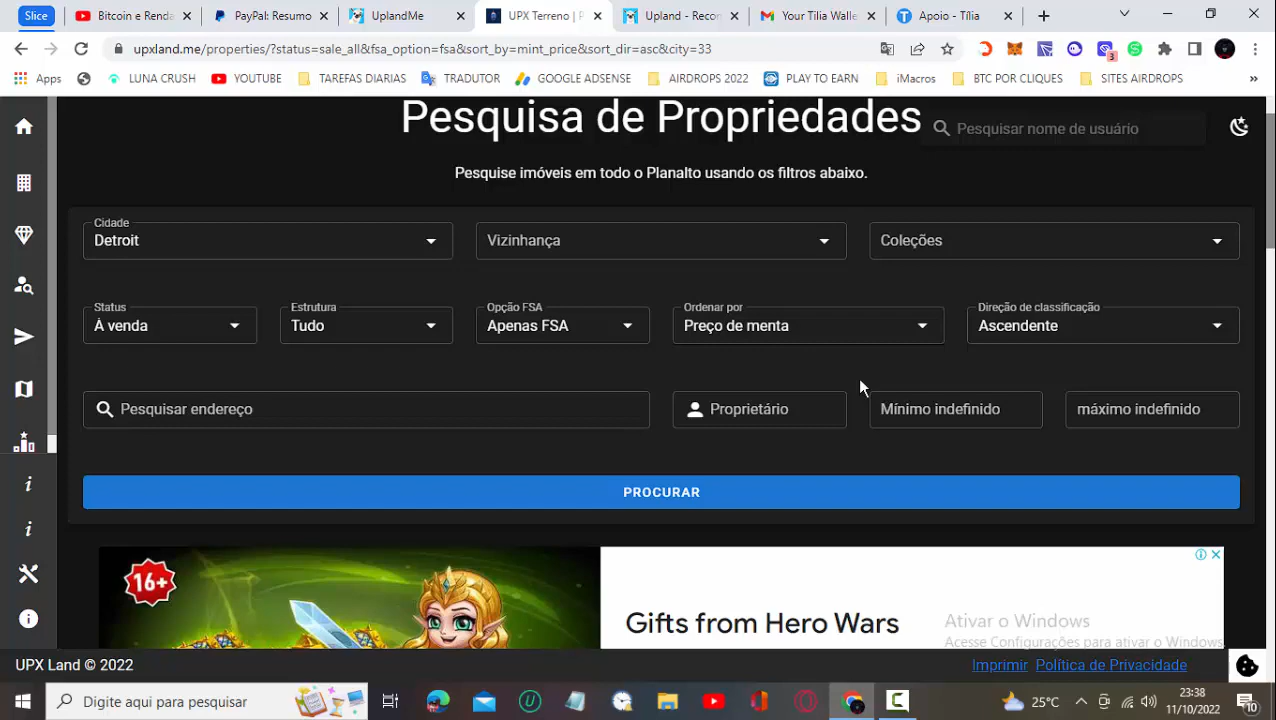 Slice
Bitcoin e Renda
PayPal: Resumo
UplandMe
UPX Terreno | P
Upland - Reco
Your Tilia Walle
Apoio - Tilia
upxland.me/properties/?status=sale_all&fsa_option=fsa&sort_by=mint_price&sort_dir=asc&city=33
3
Apps
LUNA CRUSH
YOUTUBE
TAREFAS DIARIAS
TRADUTOR
GOOGLE ADSENSE
AIRDROPS 2022
PLAY TO EARN
iMacros
BTC POR CLIQUES
SITES AIRDROPS
»
Pesquisa de Propriedades
Pesquisar nome de usuário
Pesquise imóveis em todo o Planalto usando os filtros abaixo.
Cidade
Detroit
Vizinhança
Coleções
Status
À venda
Estrutura
Tudo
Opção FSA
Apenas FSA
Ordenar por
Preço de menta
Direção de classificação
Ascendente
Pesquisar endereço
Proprietário
Mínimo indefinido
máximo indefinido
PROCURAR
16+
Gifts from Hero Wars
Ativar o Windows
Acesse Configurações para ativar o Windows
UPX Land © 2022
Imprimir
Política de Privacidade
Digite aqui para pesquisar
25°C
23:38
11/10/2022
10